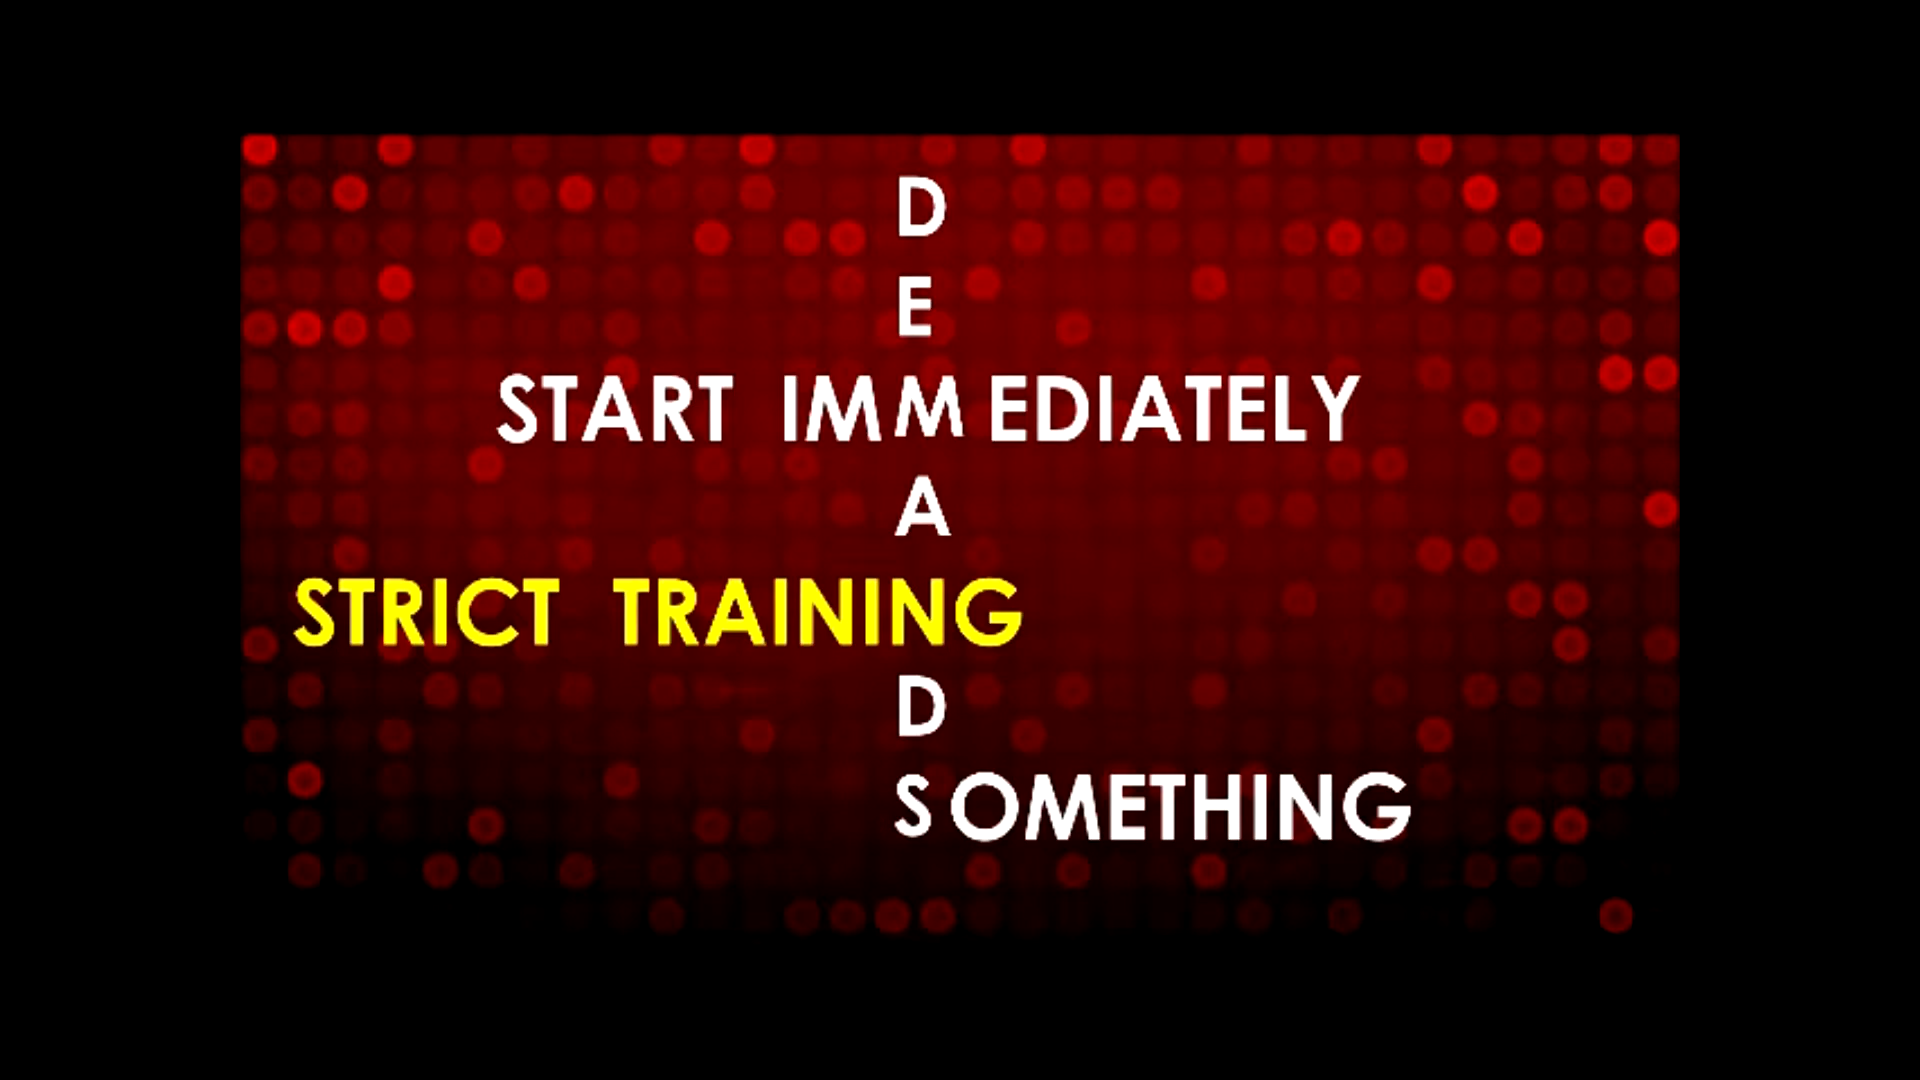 D
E
START IMMEDIATELY
A
STRICT TRAINING
D
SOMETHING